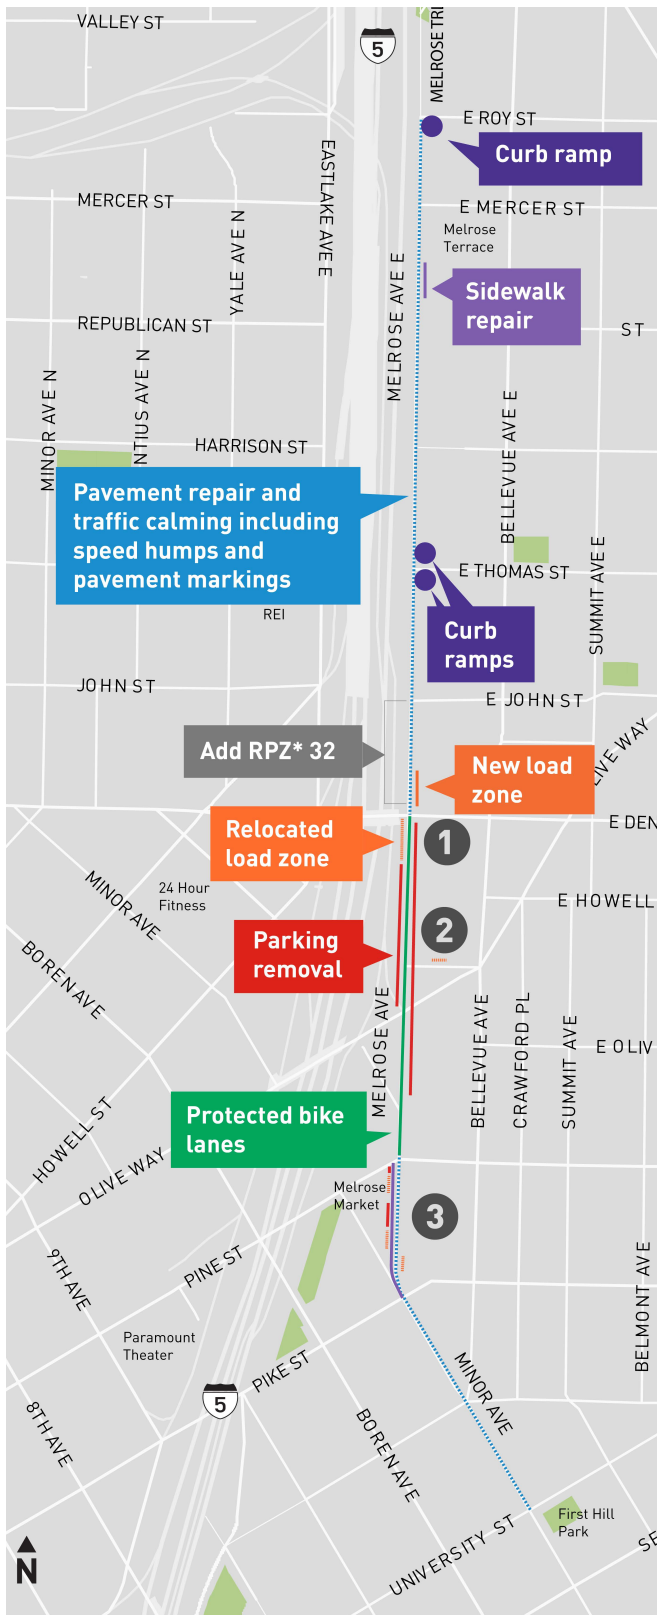 VALLEY ST
5
MELROSE TRI
E ROY ST
Curb ramp
EASTLAKE AVE E
MERCER ST
YALE AVE N
E MERCER ST
Melrose
Terrace
MELROSE AVE E
Sidewalk
repair
REPUBLICAN ST
ST
MINOR AVE N
NTIUS AVE N
BELLEVUE AVE E
HARRISON ST
Pavement repair and
traffic calming including
speed humps and
pavement markings
SUMMIT AVE E
E THOMAS ST
REI
Curb
ramps
JOHN ST
E JOHN ST
LIVE WAY
Add RPZ* 32
New load
zone
Relocated
load zone
1
E DEN
MINOR AVE
24 Hour
Fitness
E HOWELL
Parking
removal
2
BOREN AVE
MELROSE AVE
BELLEVUE AVE
CRAWFORD PL
SUMMIT AVE
E OLIV
Protected bike
lanes
HOWELL ST
OLIVE WAY
Melrose
Market
3
9TH AVE
PINE ST
BELMONT AVE
Paramount
Theater
PIKE ST
MINOR AVE
5
8TH AVE
BOREN AVE
First Hill
Park
UNIVERSITY ST
SE
N